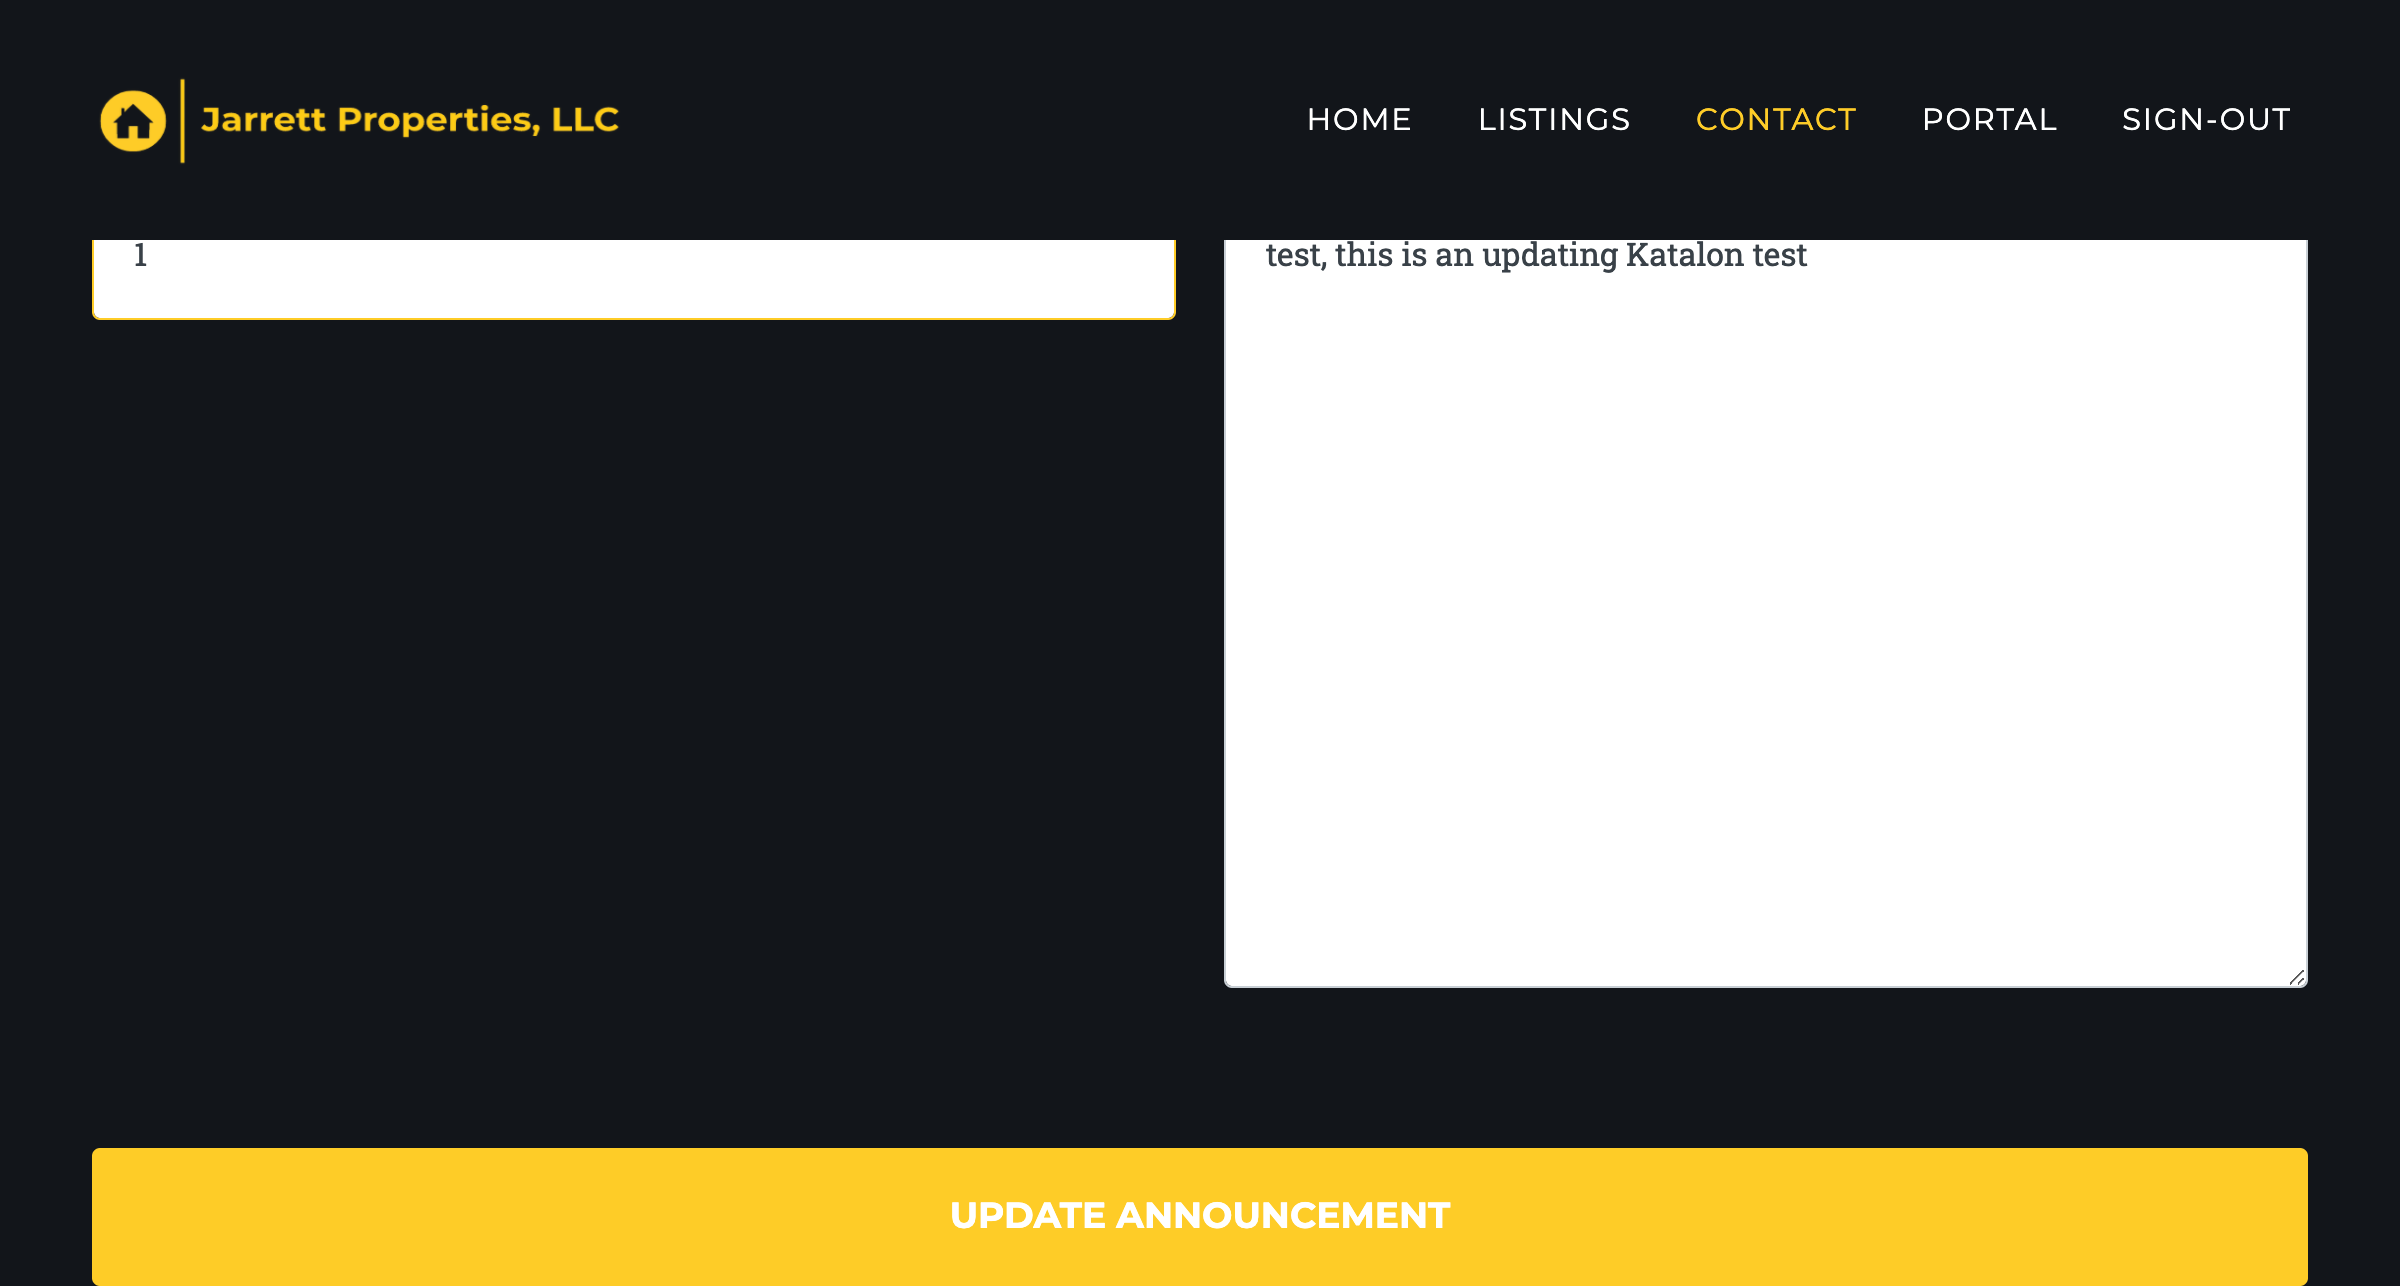 Jarrett Properties, LLC
HOME LISTINGS CONTACT PORTAL SIGN-OUT
1
test, this is an updating Katalon test
UPDATE ANNOUNCEMENT